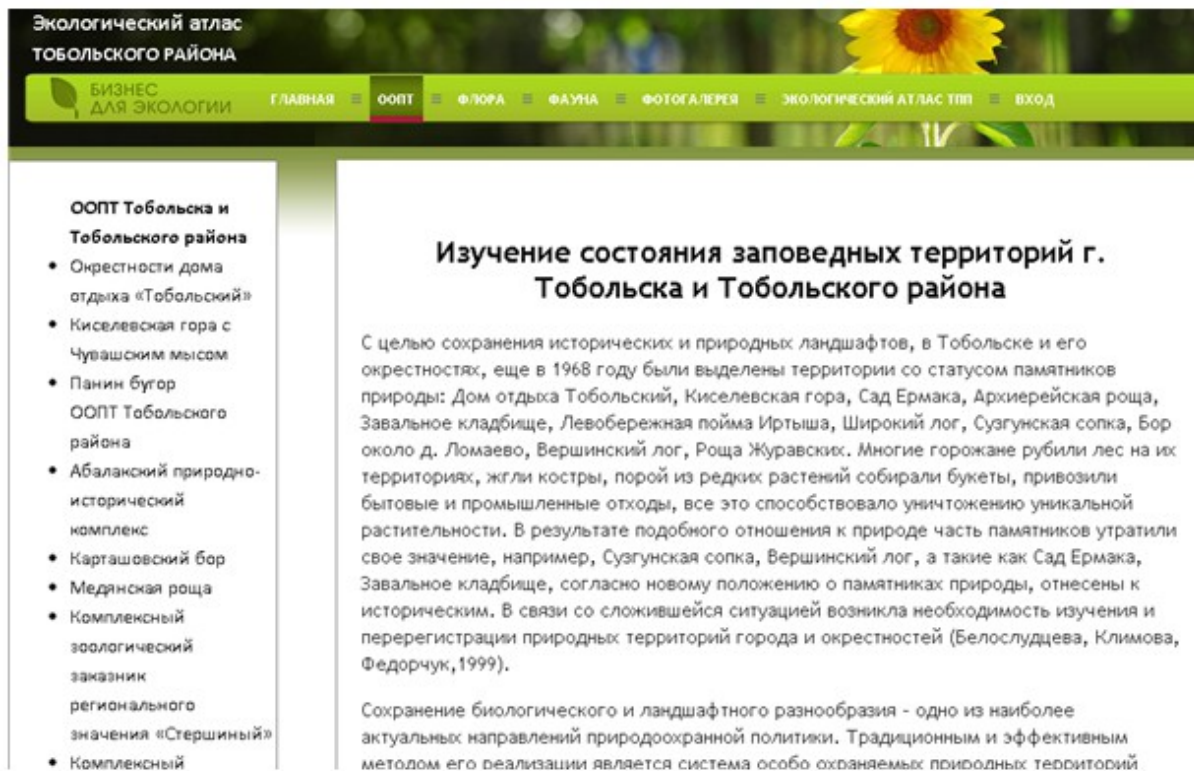 Экологический атлас
ТОБОЛЬСКОГО РАЙОНА
БИЗНЕС
ДЛЯ ЭКОЛОГИИ
ГЛАВНАЯ
ООПТ
ФЛОРА
ФАУНА
ФОТОГАЛЕРЕЯ
ЭКОЛОГИЧЕСКИЙ АТЛАС ТПП
ВХОД
ООПТ Тобольска и
Тобольского района
Окрестности дома
отдыха «Тобольский»
Киселевская гора с
Чувашским мысом
Панин бугор
ООПТ Тобольского
района
Абалакский природно-
исторический
комплекс
Карташовский бор
Медянская роща
Комплексный
зоологический
заказник
регионального
значения «Стершиный»
Комплексный
Изучение состояния заповедных территорий г.
Тобольска и Тобольского района
С целью сохранения исторических и природных ландшафтов, в Тобольске и его
окрестностях, еще в 1968 году были выделены территории со статусом памятников
природы: Дом отдыха Тобольский, Киселевская гора, Сад Ермака, Архиерейская роща,
Завальное кладбище, Левобережная пойма Иртыша, Широкий лог, Сузгунская сопка, Бор
около д. Ломаево, Вершинский лог, Роща Журавских. Многие горожане рубили лес на их
территориях, жгли костры, порой из редких растений собирали букеты, привозили
бытовые и промышленные отходы, все это способствовало уничтожению уникальной
растительности. В результате подобного отношения к природе часть памятников утратили
свое значение, например, Сузгунская сопка, Вершинский лог, а такие как Сад Ермака,
Завальное кладбище, согласно новому положению о памятниках природы, отнесены к
историческим. В связи со сложившейся ситуацией возникла необходимость изучения и
перерегистрации природных территорий города и окрестностей (Белослудцева, Климова,
Федорчук,1999).
Сохранение биологического и ландшафтного разнообразия - одно из наиболее
актуальных направлений природоохранной политики. Традиционным и эффективным
методом его реализации является система особо охраняемых природных территорий